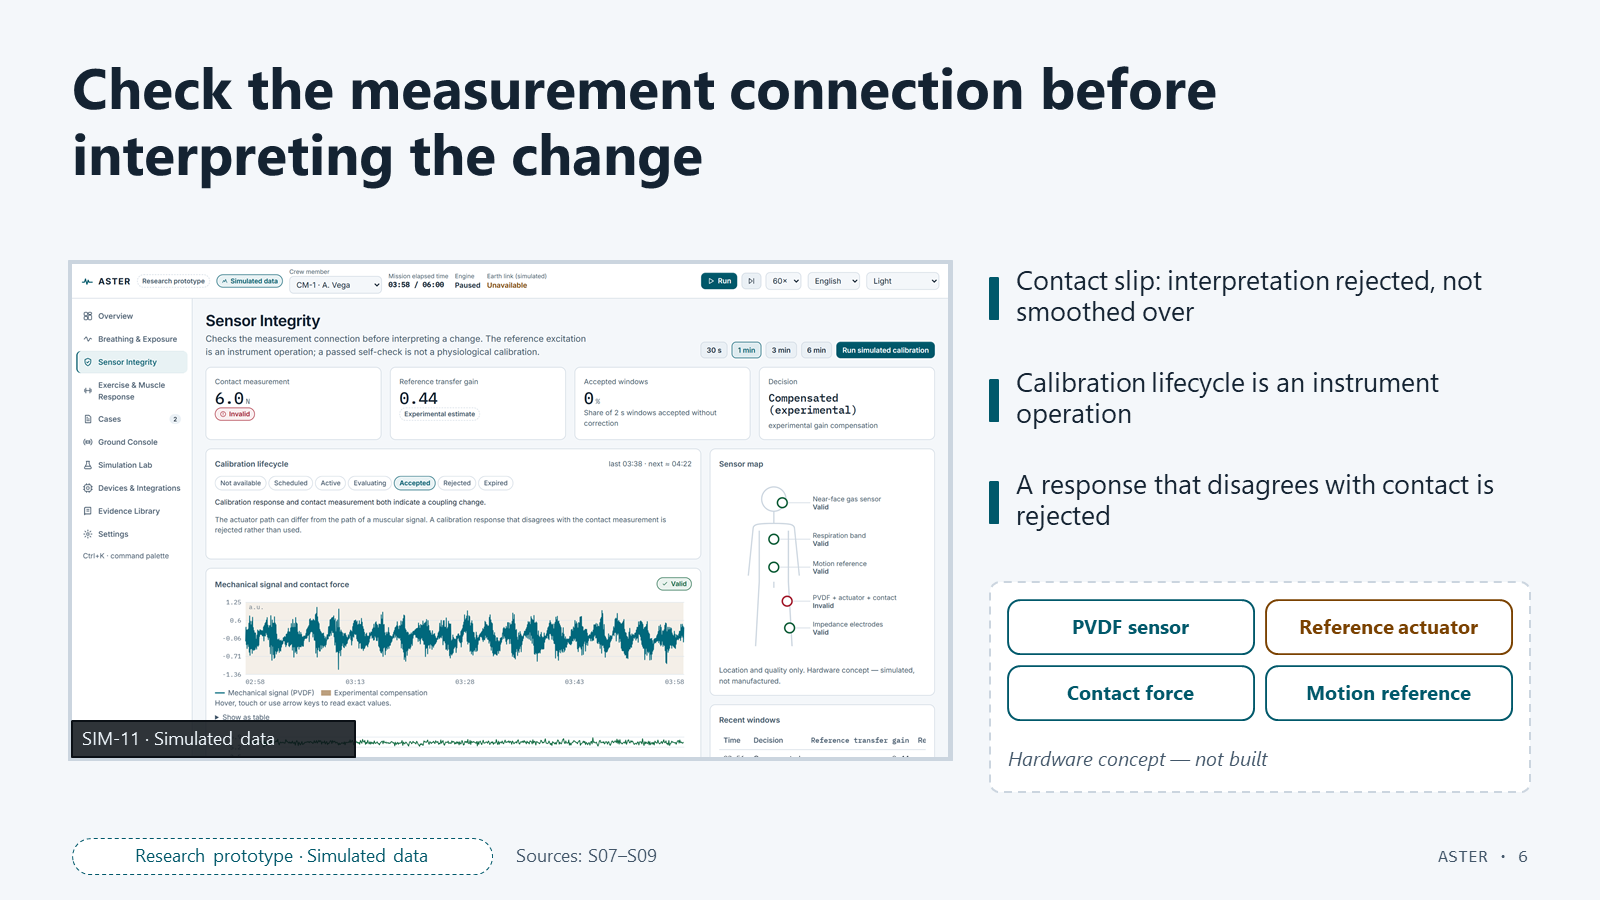 Check the measurement connection before
interpreting the change
ASTER
Research prototype
Simulated data
Crew member
CM-1 · A. Vega
Mission elapsed time
03:58 / 06:00
Engine
Paused
Earth link (simulated)
Unavailable
Run
60×
English
Light
Overview
Breathing & Exposure
Sensor Integrity
Exercise & Muscle
Response
Cases 2
Ground Console
Simulation Lab
Devices & Integrations
Evidence Library
Settings
Ctrl+K · command palette
Sensor Integrity
Checks the measurement connection before interpreting a change. The reference excitation
is an instrument operation; a passed self-check is not a physiological calibration.
30 s
1 min
3 min
6 min
Run simulated calibration
Contact measurement
6.0 N
Invalid
Reference transfer gain
0.44
Experimental estimate
Accepted windows
0 %
Share of 2 s windows accepted without
correction
Decision
Compensated
(experimental)
experimental gain compensation
Calibration lifecycle
last 03:38 · next ≈ 04:22
Not available
Scheduled
Active
Evaluating
Accepted
Rejected
Expired
Calibration response and contact measurement both indicate a coupling change.
The actuator path can differ from the path of a muscular signal. A calibration response that disagrees with the contact measurement is
rejected rather than used.
Mechanical signal and contact force
Valid
1.25
a.u.
0.6
-0.06
-0.71
-1.36
02:58
03:13
03:28
03:43
03:58
Mechanical signal (PVDF)
Experimental compensation
Hover, touch or use arrow keys to read exact values.
Show as table
SIM-11 · Simulated data
Sensor map
Near-face gas sensor
Valid
Respiration band
Valid
Motion reference
Valid
PVDF + actuator + contact
Invalid
Impedance electrodes
Valid
Location and quality only. Hardware concept — simulated,
not manufactured.
Recent windows
Time Decision Reference transfer gain Re
Contact slip: interpretation rejected, not
smoothed over
Calibration lifecycle is an instrument
operation
A response that disagrees with contact is
rejected
PVDF sensor
Reference actuator
Contact force
Motion reference
Hardware concept — not built
Research prototype · Simulated data
Sources: S07–S09
ASTER · 6